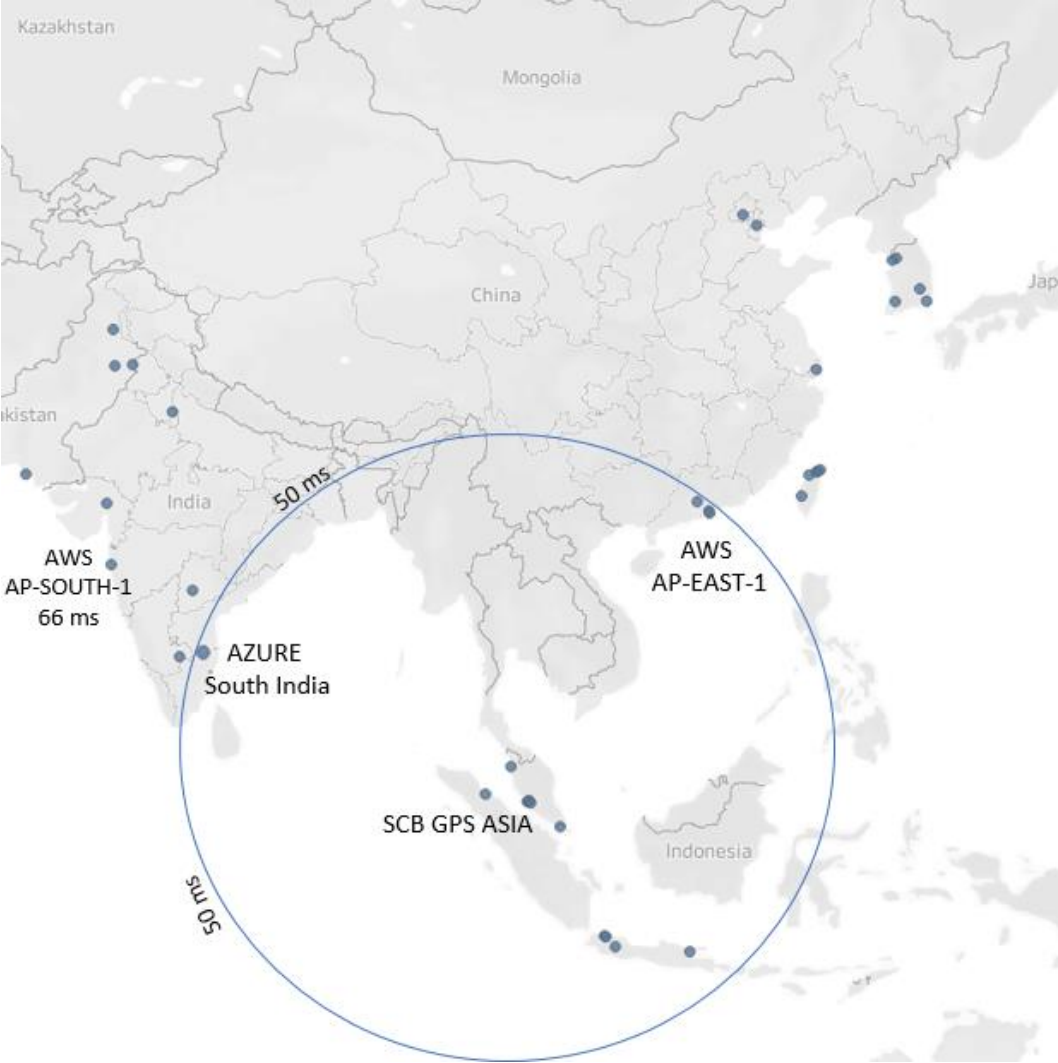 Kazakhstan
Mongolia
China
Jap
akistan
India
50 ms
AWS
AP-SOUTH-1
66 ms
AWS
AP-EAST-1
AZURE
South India
SCB GPS ASIA
Indonesia
50 ms